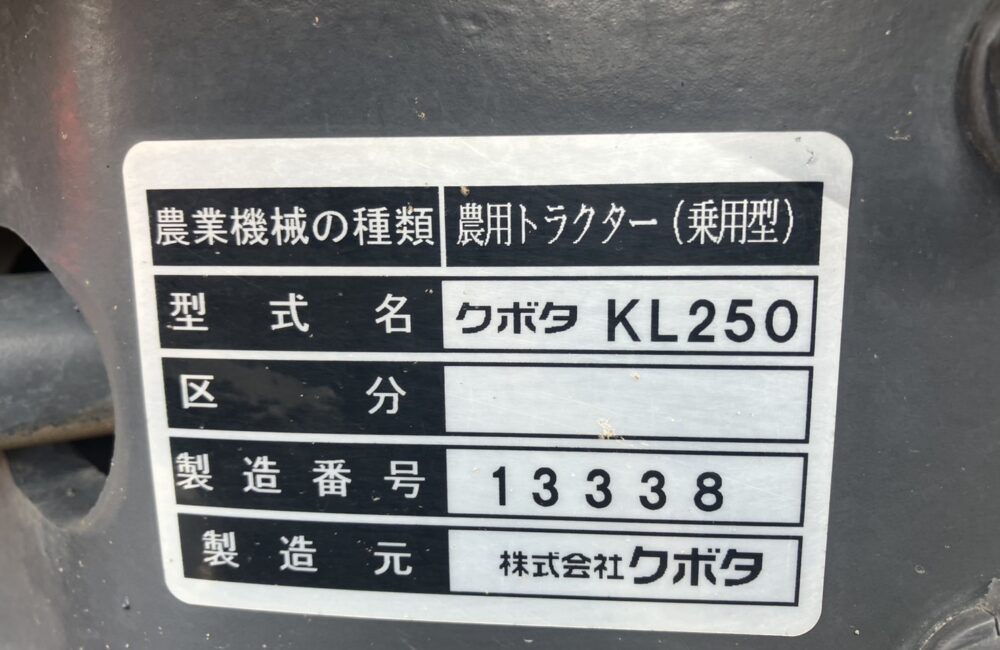 農業機械の種類 農用トラクター(乗用型)
型式名 クボタ KL250
区分
製造番号 13338
製造元 株式会社クボタ